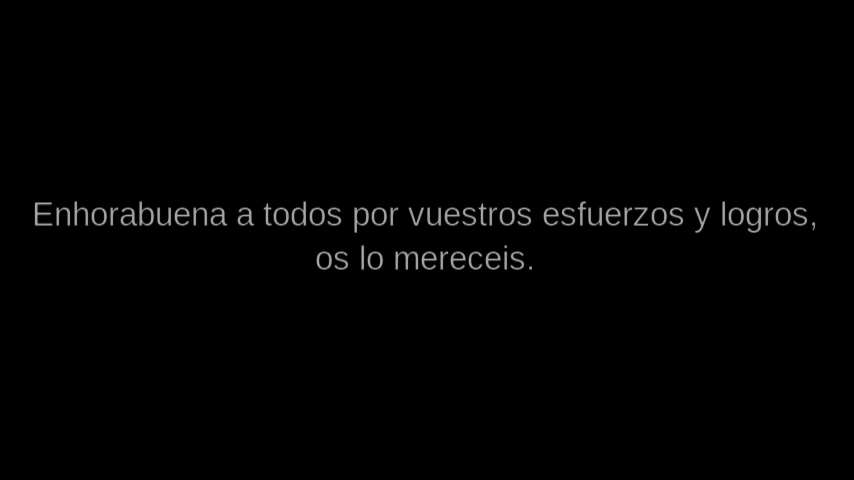 Enhorabuena a todos por vuestros esfuerzos y logros,
os lo mereceis.